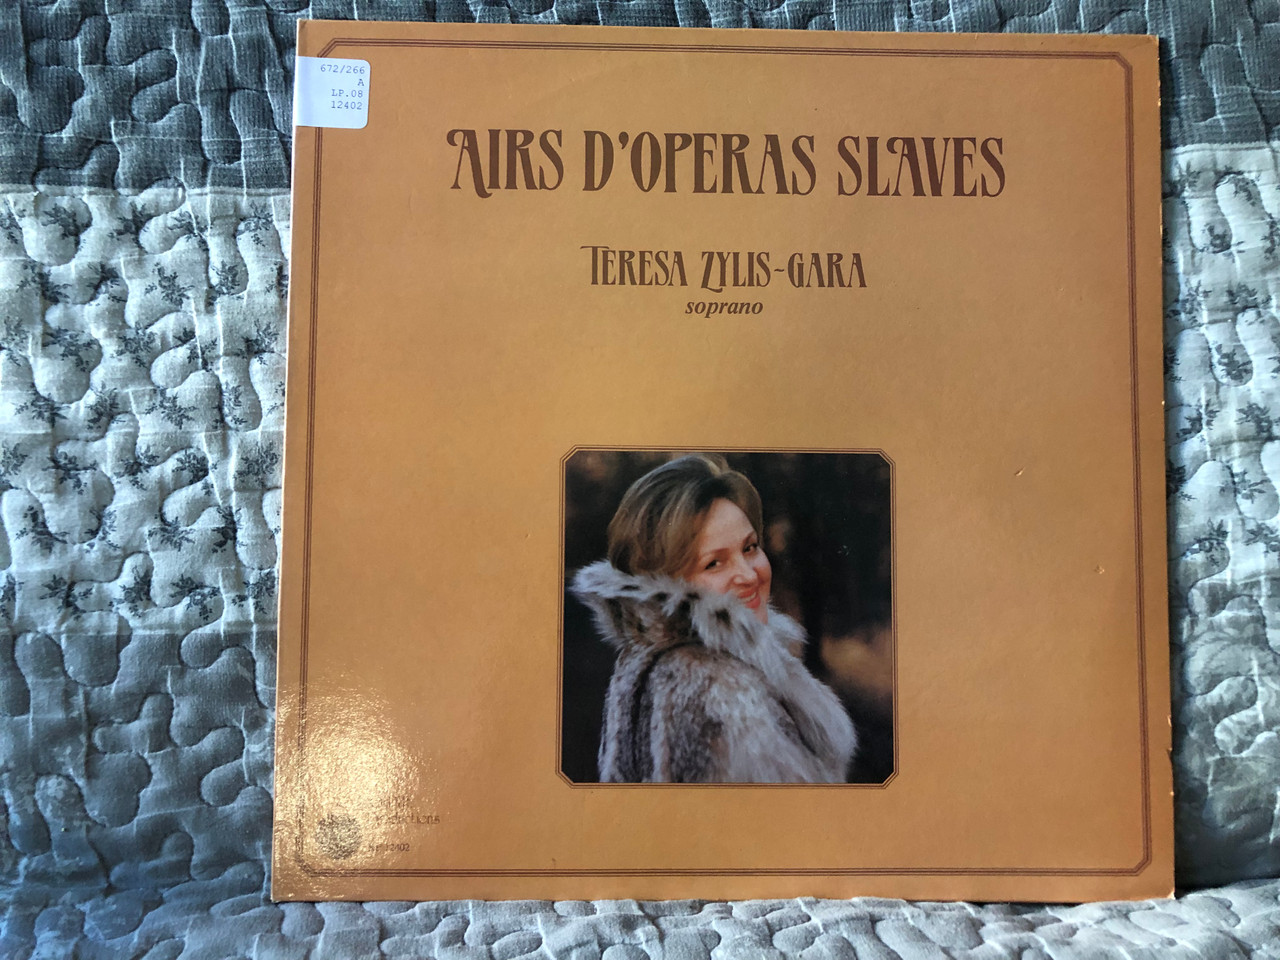 672/266
A
LP.08
12402
AIRS D'OPERAS SLAVES
TERESA ZYLIS-GARA
soprano